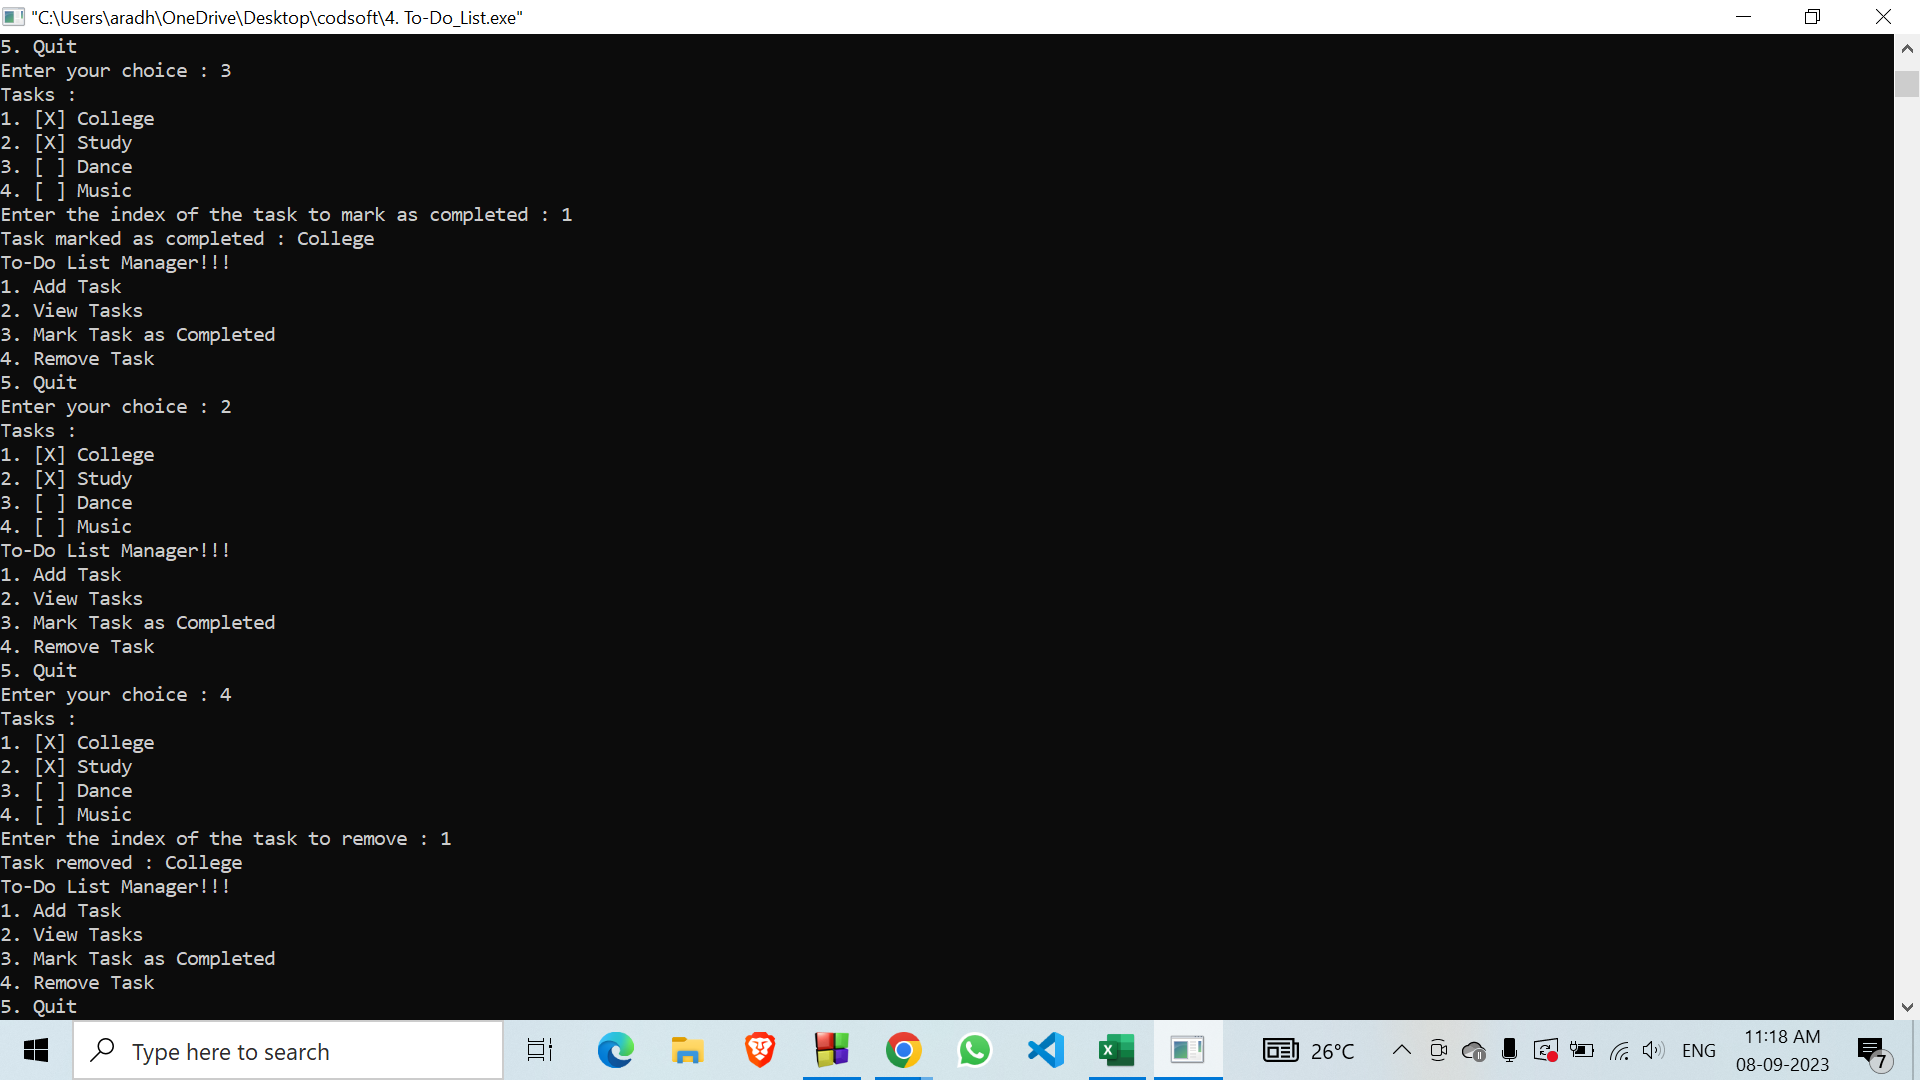 "C:\Users\aradh\OneDrive\Desktop\codsoft\4. To-Do_List.exe"
5. Quit
Enter your choice : 3
Tasks :
1. [X] College
2. [X] Study
3. [ ] Dance
4. [ ] Music
Enter the index of the task to mark as completed : 1
Task marked as completed : College
To-Do List Manager!!!
1. Add Task
2. View Tasks
3. Mark Task as Completed
4. Remove Task
5. Quit
Enter your choice : 2
Tasks :
1. [X] College
2. [X] Study
3. [ ] Dance
4. [ ] Music
To-Do List Manager!!!
1. Add Task
2. View Tasks
3. Mark Task as Completed
4. Remove Task
5. Quit
Enter your choice : 4
Tasks :
1. [X] College
2. [X] Study
3. [ ] Dance
4. [ ] Music
Enter the index of the task to remove : 1
Task removed : College
To-Do List Manager!!!
1. Add Task
2. View Tasks
3. Mark Task as Completed
4. Remove Task
5. Quit
Type here to search
26°C
ENG
11:18 AM
08-09-2023
7